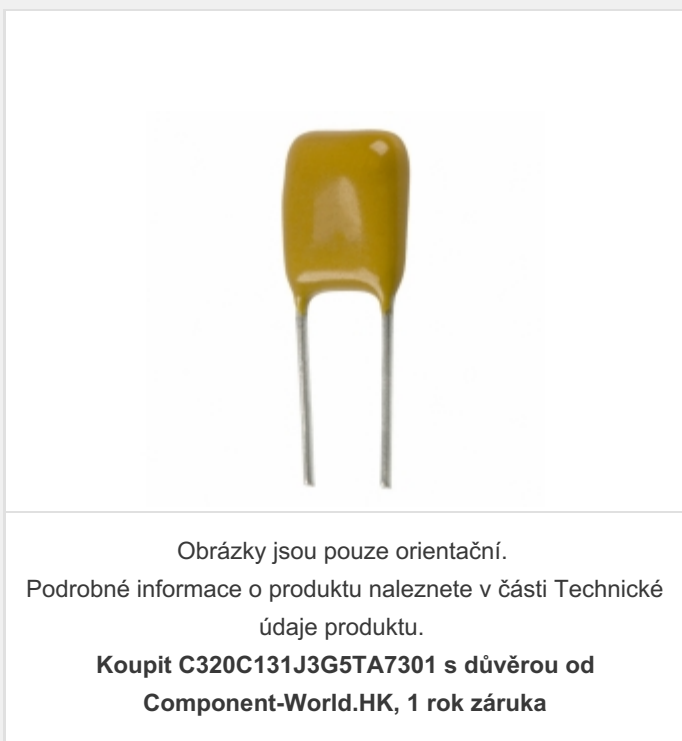 Obrázky jsou pouze orientační.
Podrobné informace o produktu naleznete v části Technické
údaje produktu.
Koupit C320C131J3G5TA7301 s důvěrou od
Component-World.HK, 1 rok záruka